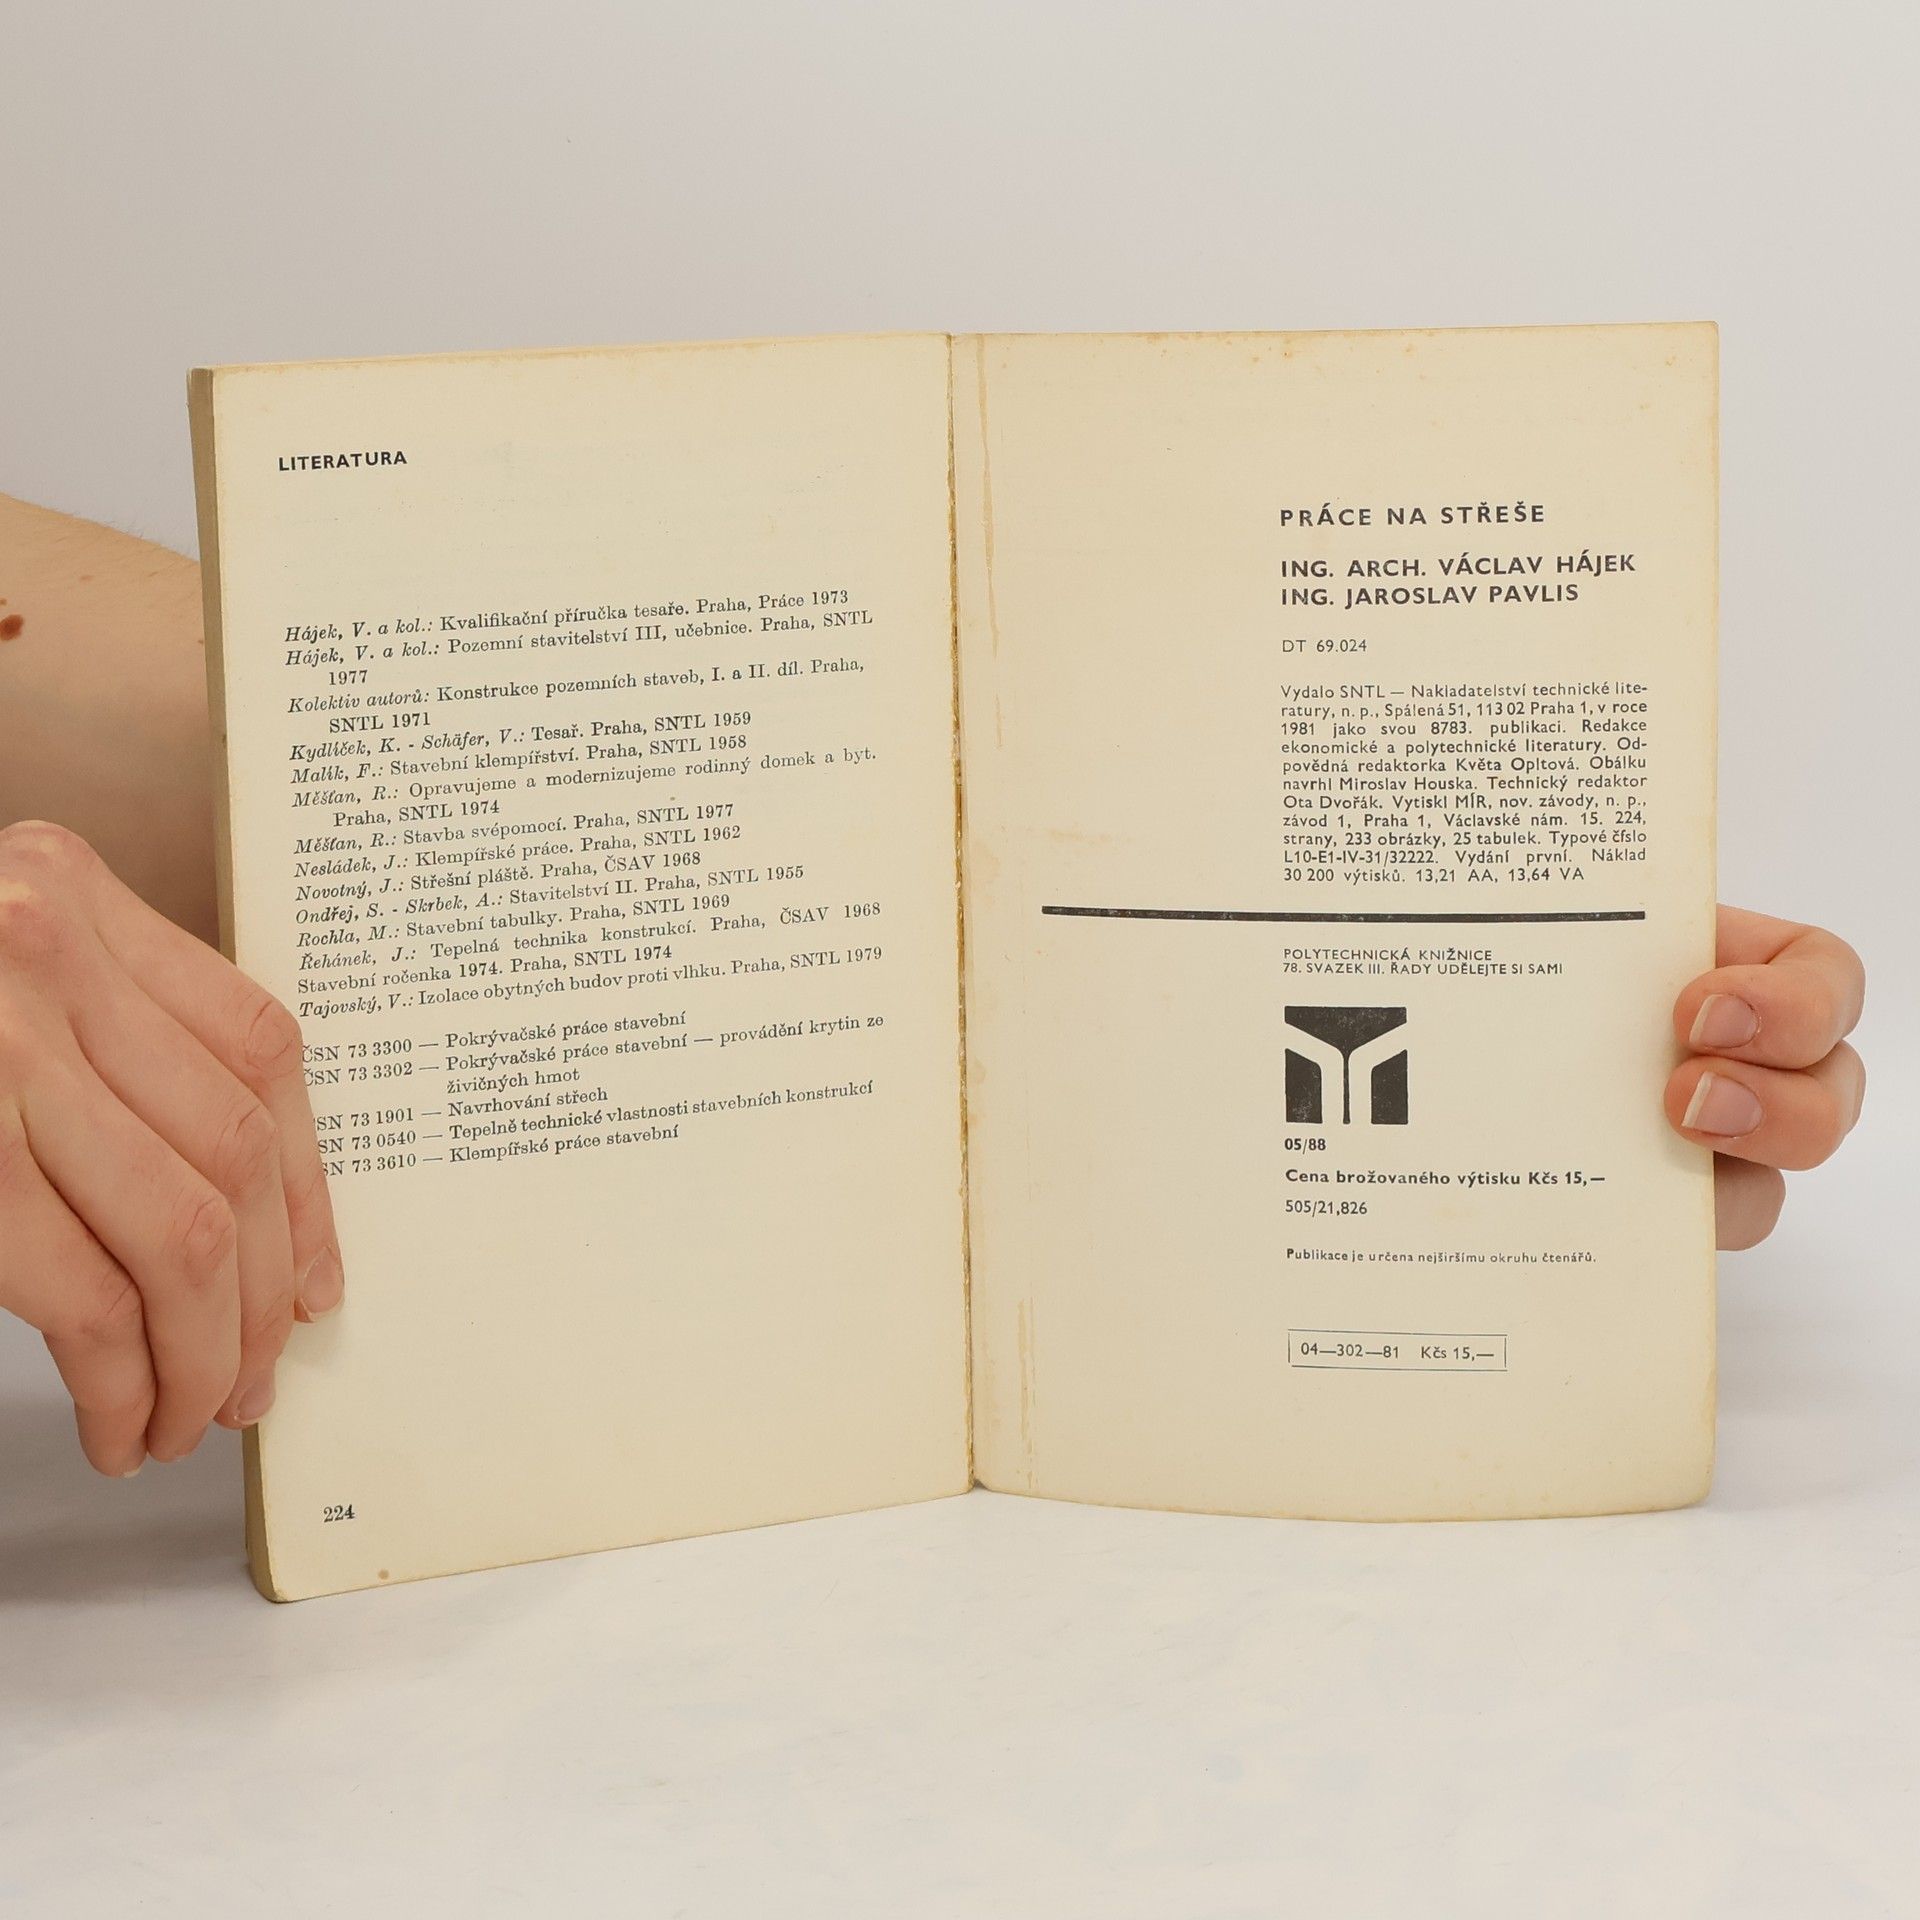 LITERATURA
Hájek, V. a kol.: Kvalifikační příručka tesaře. Praha, Práce 1973
Hájek, V. a kol.: Pozemní stavitelství III, učebnice. Praha, SNTL
1977
Kolektiv autorů: Konstrukce pozemních staveb, I. a II. díl. Praha,
SNTL 1971
Kydlíček, K. - Schäfer, V.: Tesař. Praha, SNTL 1959
Malík, F.: Stavební klempířství. Praha, SNTL 1958
Měšťan, R.: Opravujeme a modernizujeme rodinný domek a byt.
Praha, SNTL 1974
Měšťan, R.: Stavba svépomocí. Praha, SNTL 1977
Nesládek, J.: Klempířské práce. Praha, SNTL 1962
Novotný, J.: Střešní pláště. Praha, ČSAV 1968
Ondřej, S. - Skrbek, A.: Stavitelství II. Praha, SNTL 1955
Rochla, M.: Stavební tabulky. Praha, SNTL 1969
Řehánek, J.: Tepelná technika konstrukcí. Praha, ČSAV 1968
Stavební ročenka 1974. Praha, SNTL 1974
Tajovský, V.: Izolace obytných budov proti vlhku. Praha, SNTL 1979
ČSN 73 3300 — Pokrývačské práce stavební
ČSN 73 3302 — Pokrývačské práce stavební — provádění krytin ze
živičných hmot
SN 73 1901 — Navrhování střech
SN 73 0540 — Tepelně technické vlastnosti stavebních konstrukcí
SN 73 3610 — Klempířské práce stavební
224
PRÁCE NA STŘEŠE
ING. ARCH. VÁCLAV HÁJEK
ING. JAROSLAV PAVLIS
DT 69.024
Vydalo SNTL — Nakladatelství technické lite-
ratury, n. p., Spálená 51, 113 02 Praha 1, v roce
1981 jako svou 8783. publikaci. Redakce
ekonomické a polytechnické literatury. Od-
povědná redaktorka Květa Opltová. Obálku
navrhl Miroslav Houska. Technický redaktor
Ota Dvořák. Vytiskl MÍR, nov. závody, n. p.,
závod 1, Praha 1, Václavské nám. 15. 224,
strany, 233 obrázky, 25 tabulek. Typové číslo
L10-E1-IV-31/32222. Vydání první. Náklad
30 200 výtisků. 13,21 AA, 13,64 VA
POLYTECHNICKÁ KNIŽNICE
78. SVAZEK III. ŘADY UDĚLEJTE SI SAMI
05/88
Cena brožovaného výtisku Kčs 15,—
505/21,826
Publikace je určena nejširšímu okruhu čtenářů.
04—302—81 Kčs 15,—